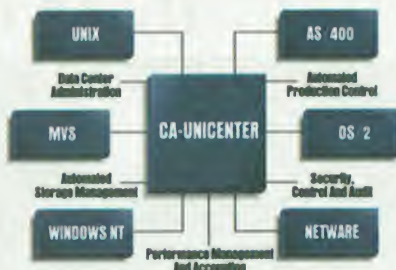 UNIX
AS/400
Data Center
Administration
Automated
Production Control
MVS
CA-UNICENTER
OS 2
Automated
Storage Management
Security,
Control And Audit
WINDOWS NT
NETWARE
Performance Management
And Accounting